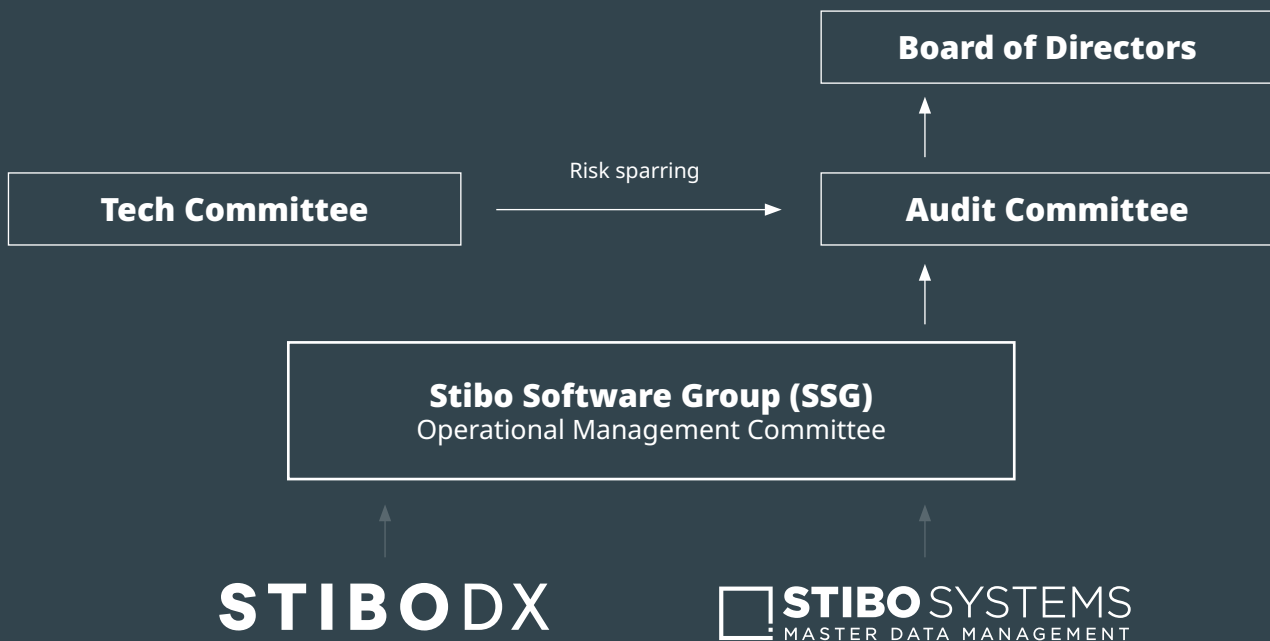 Board of Directors
Risk sparring
Tech Committee
Audit Committee
Stibo Software Group (SSG)
Operational Management Committee
STIBODX
STIBO SYSTEMS
MASTER DATA MANAGEMENT